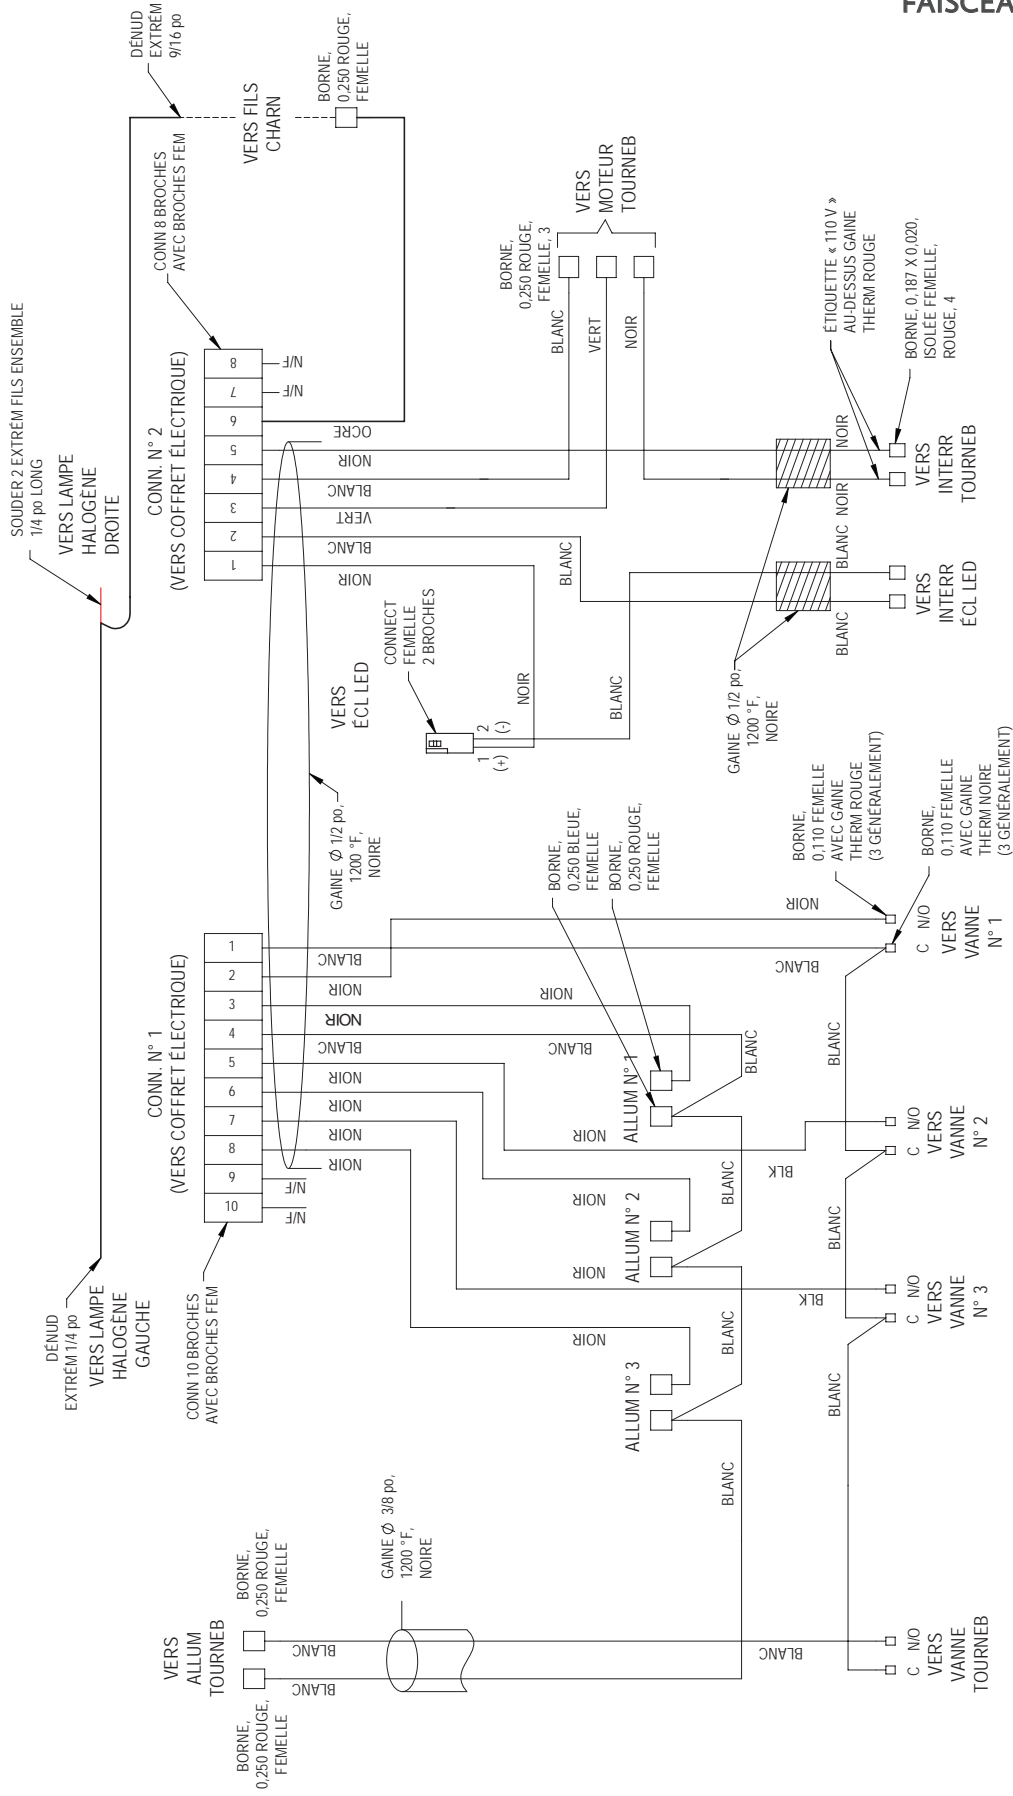 FAISCEA
SOUDER 2 EXTRÉM FILS ENSEMBLE
1/4 po LONG
VERS LAMPE
HALOGÈNE
DROITE
DÉNUD
EXTRÉM
9/16 po
VERS FILS
CHARN
BORNE,
0,250 ROUGE,
FEMELLE
CONN 8 BROCHES
AVEC BROCHES FEM
CONN. N° 2
(VERS COFFRET ÉLECTRIQUE)
8
7
6
5
4
3
2
1
N/F
N/F
OCRE
NOIR
BLANC
VERT
BLANC
NOIR
BORNE,
0,250 ROUGE,
FEMELLE, 3
VERS
MOTEUR
TOURNEB
BLANC
VERT
NOIR
ÉTIQUETTE « 110 V »
AU-DESSUS GAINE
THERM ROUGE
BORNE, 0,187 X 0,020,
ISOLÉE FEMELLE,
ROUGE, 4
NOIR
NOIR
VERS
INTERR
TOURNEB
BLANC
BLANC
BLANC
VERS
INTERR
ÉCL LED
GAINE Ø 1/2 po,
1200 °F,
NOIRE
VERS
ÉCL LED
CONNECT
FEMELLE
2 BROCHES
1
(+)
2
(-)
NOIR
BLANC
GAINE Ø 1/2 po,
1200 °F,
NOIRE
CONN. N° 1
(VERS COFFRET ÉLECTRIQUE)
1
2
3
4
5
6
7
8
9
10
BLANC
NOIR
NOIR
BLANC
NOIR
NOIR
NOIR
NOIR
N/F
N/F
CONN 10 BROCHES
AVEC BROCHES FEM
DÉNUD
EXTRÉM 1/4 po
VERS LAMPE
HALOGÈNE
GAUCHE
BORNE,
0,250 BLEUE,
FEMELLE
BORNE,
0,250 ROUGE,
FEMELLE
NOIR
BLANC
ALLUM N° 1
BLANC
NOIR
NOIR
ALLUM N° 2
BLANC
NOIR
NOIR
ALLUM N° 3
BLANC
BLANC
BORNE,
0,110 FEMELLE
AVEC GAINE
THERM ROUGE
(3 GÉNÉRALEMENT)
BORNE,
0,110 FEMELLE
AVEC GAINE
THERM NOIRE
(3 GÉNÉRALEMENT)
NOIR
BLANC
C N/O
VERS
VANNE
N° 1
BLANC
BLK
C N/O
VERS
VANNE
N° 2
BLANC
BLK
C N/O
VERS
VANNE
N° 3
BLANC
VERS
ALLUM
TOURNEB
BORNE,
0,250 ROUGE,
FEMELLE
BORNE,
0,250 ROUGE,
FEMELLE
BLANC
BLANC
GAINE Ø 3/8 po,
1200 °F,
NOIRE
BLANC
C N/O
VERS
VANNE
TOURNEB